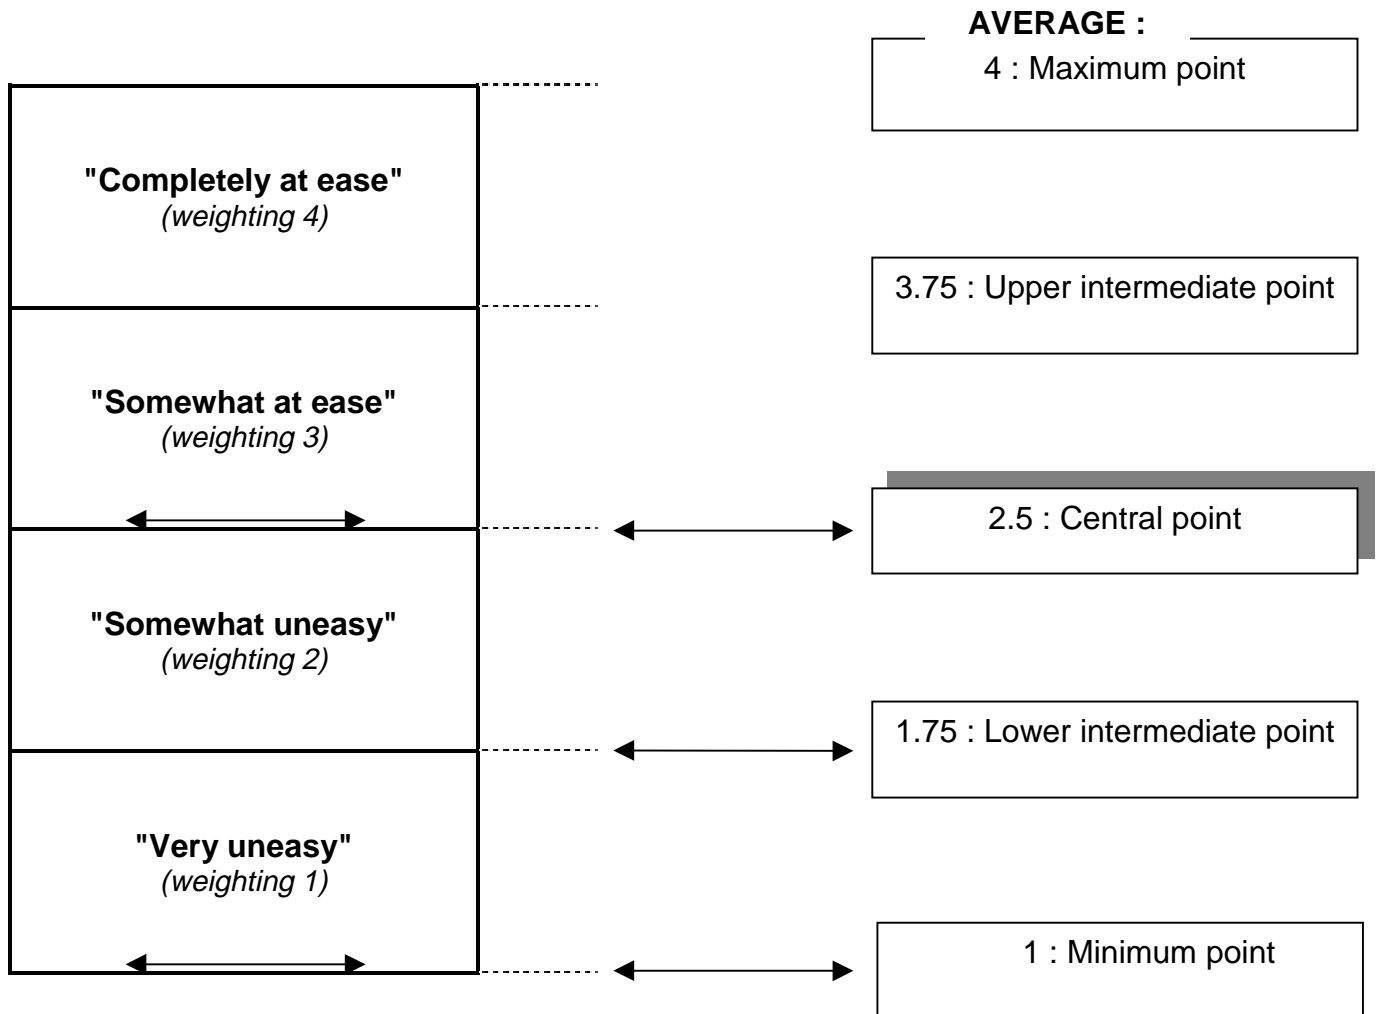 AVERAGE :
4 : Maximum point
"Completely at ease"
(weighting 4)
3.75 : Upper intermediate point
"Somewhat at ease"
(weighting 3)
2.5 : Central point
"Somewhat uneasy"
(weighting 2)
1.75 : Lower intermediate point
"Very uneasy"
(weighting 1)
1 : Minimum point